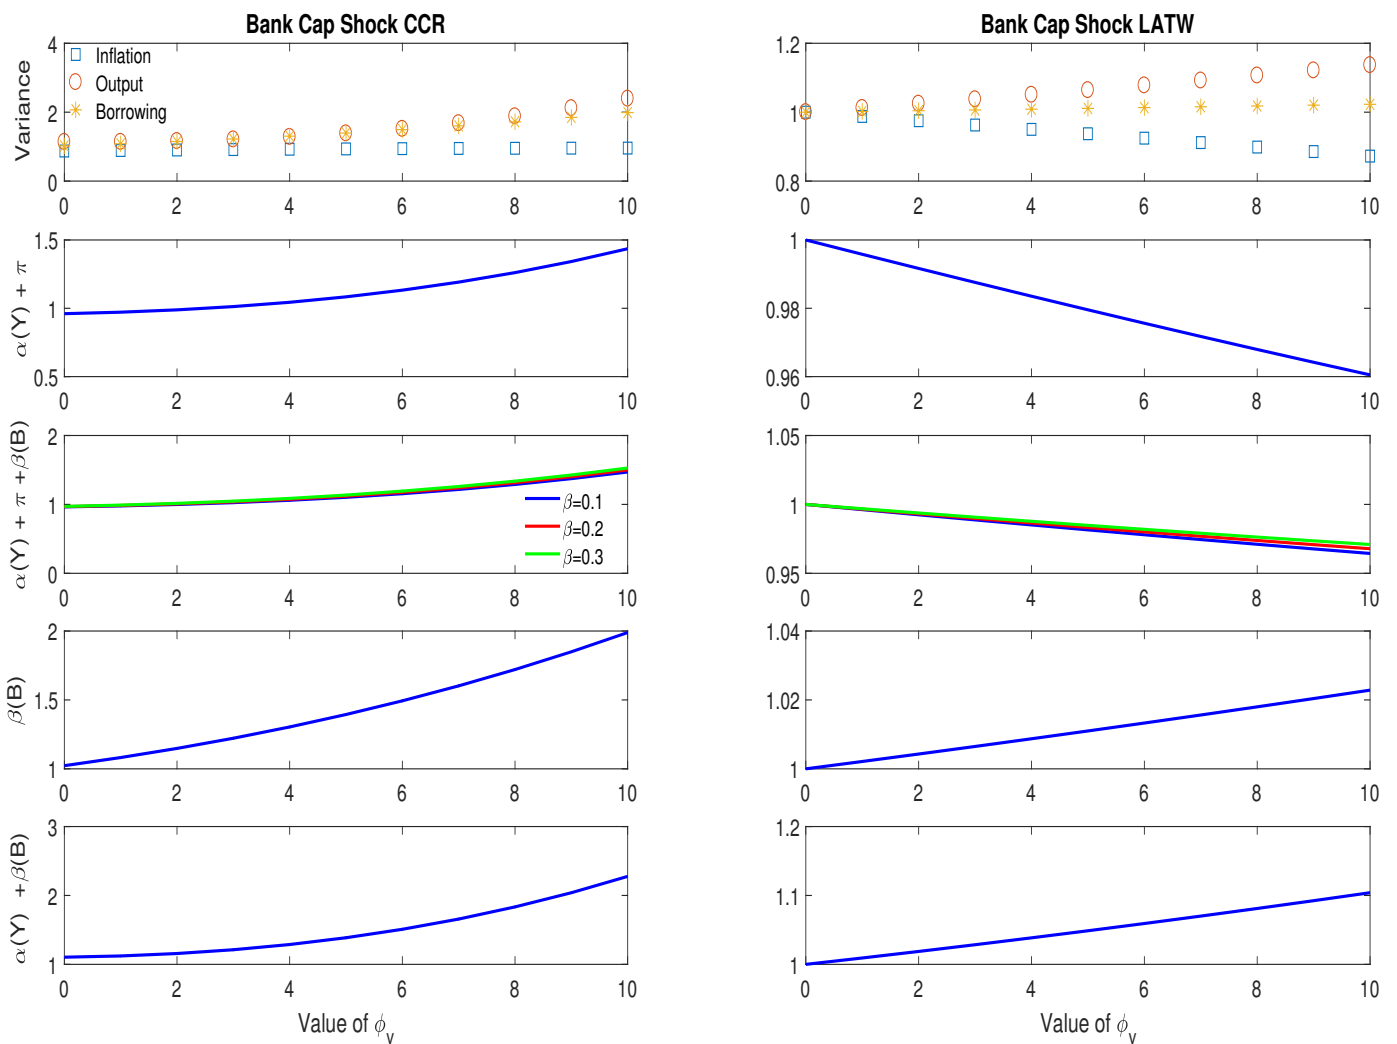 Bank Cap Shock CCR
Variance
4
2
0
Inflation
Output
Borrowing
0 2 4 6 8 10
α(Y) + π
1.5
1
0.5
0 2 4 6 8 10
α(Y) + π +β(B)
2
1
0
β=0.1
β=0.2
β=0.3
0 2 4 6 8 10
β(B)
2
1.5
1
0 2 4 6 8 10
α(Y) +β(B)
3
2
1
0 2 4 6 8 10
Value of ϕy
Bank Cap Shock LATW
1.2
1
0.8
0 2 4 6 8 10
1
0.98
0.96
0 2 4 6 8 10
1.05
1
0.95
0 2 4 6 8 10
1.04
1.02
1
0 2 4 6 8 10
1.2
1.1
1
0 2 4 6 8 10
Value of ϕy